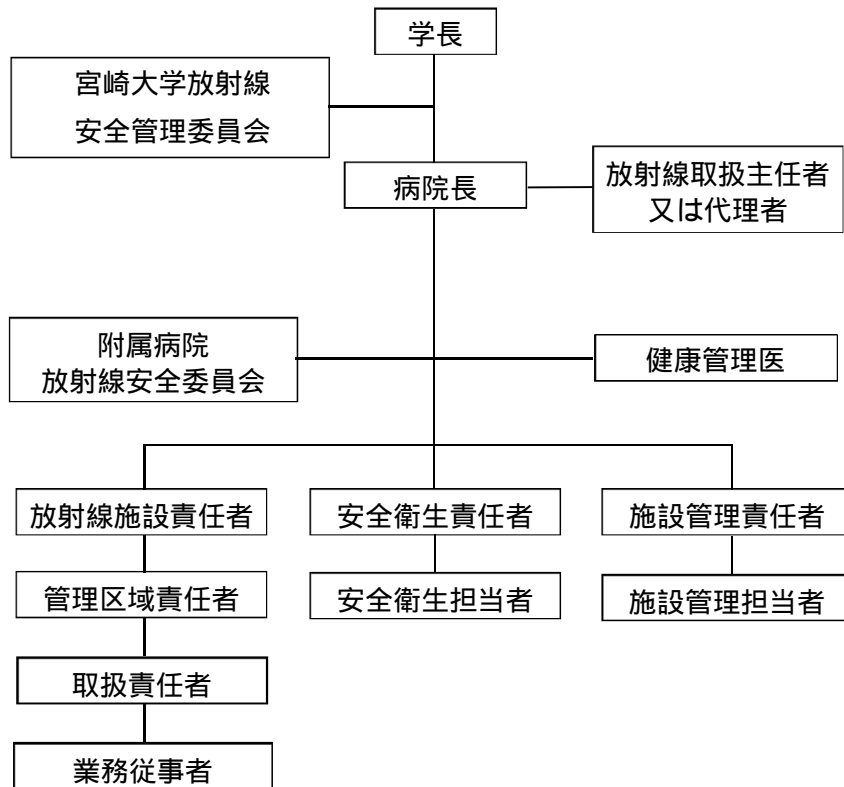 学長
宮崎大学放射線
安全管理委員会
病院長
放射線取扱主任者
又は代理者
附属病院
放射線安全委員会
健康管理医
放射線施設責任者
安全衛生責任者
施設管理責任者
管理区域責任者
安全衛生担当者
施設管理担当者
取扱責任者
業務従事者